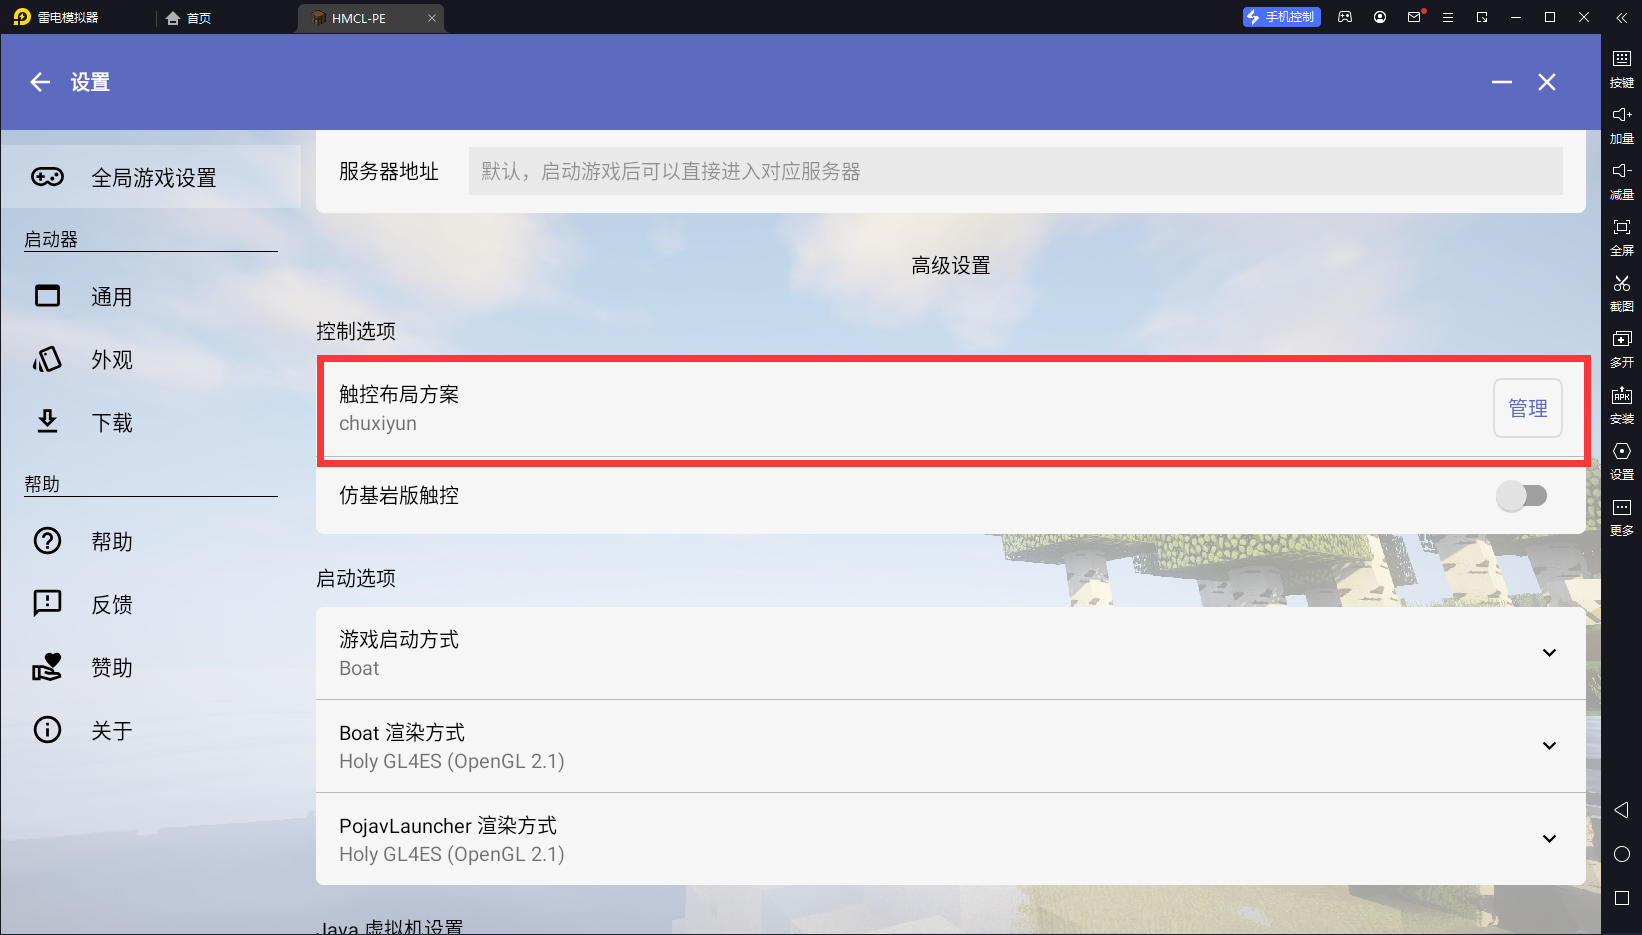 雷电模拟器
首页
HMCL-PE
手机控制
设置
按键
加量
减量
全屏
截图
多开
安装
设置
更多
APK
全局游戏设置
启动器
通用
外观
下载
帮助
帮助
反馈
赞助
关于
服务器地址
默认，启动游戏后可以直接进入对应服务器
高级设置
控制选项
触控布局方案
chuxiyun
管理
仿基岩版触控
启动选项
游戏启动方式
Boat
Boat 渲染方式
Holy GL4ES (OpenGL 2.1)
PojavLauncher 渲染方式
Holy GL4ES (OpenGL 2.1)
Java 虚拟机设置